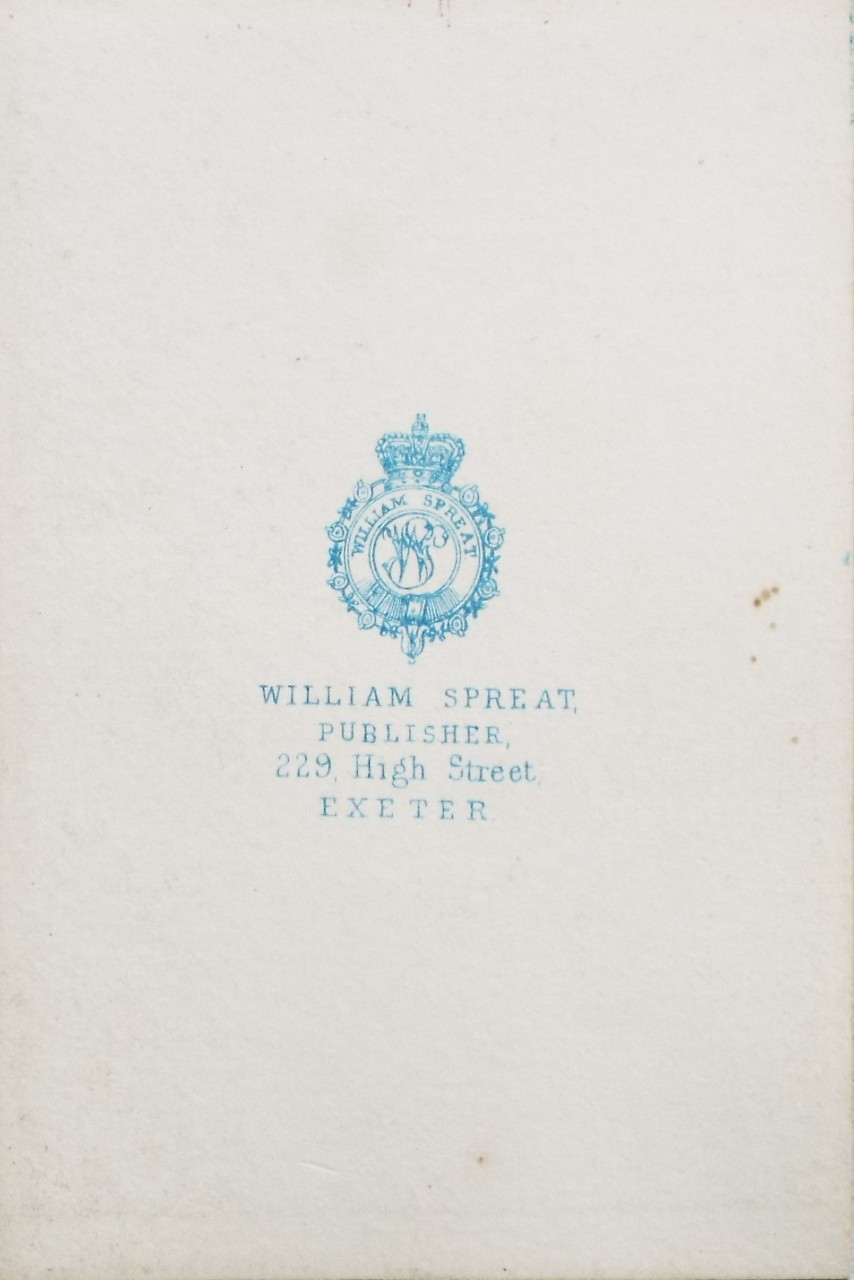 WILLIAM SPREAT
WS
WILLIAM SPREAT,
PUBLISHER,
229, High Street,
EXETER.